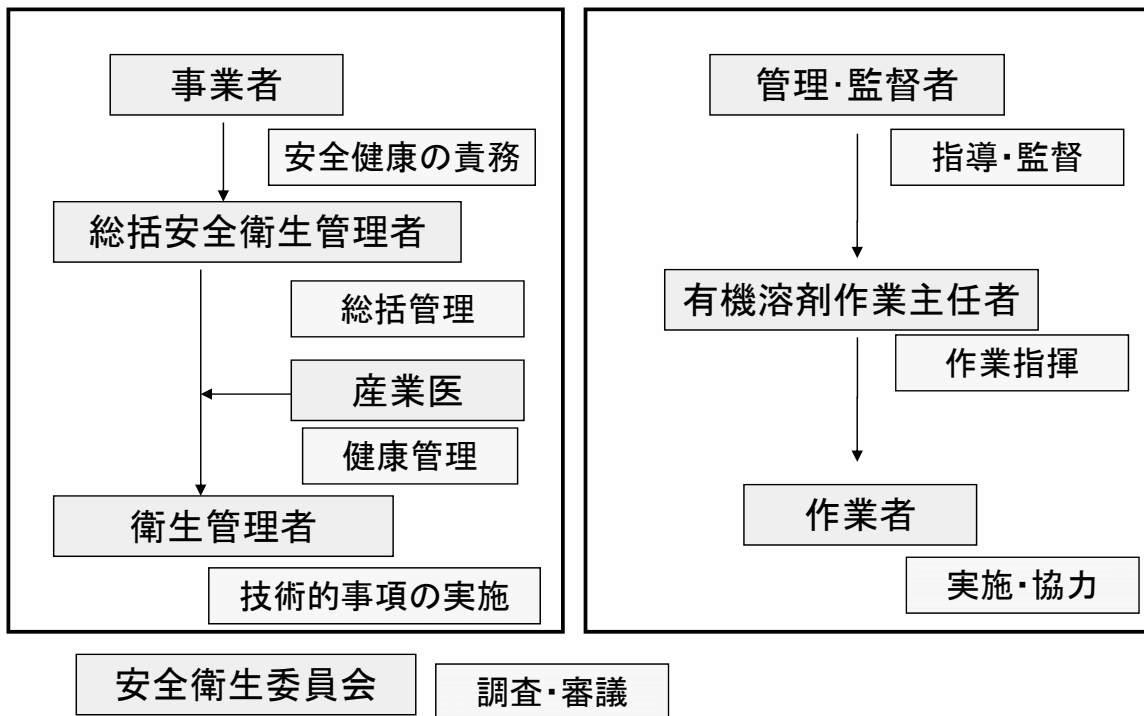 事業者
安全健康の責務
総括安全衛生管理者
総括管理
産業医
健康管理
衛生管理者
技術的事項の実施
管理・監督者
指導・監督
有機溶剤作業主任者
作業指揮
作業者
実施・協力
安全衛生委員会
調査・審議